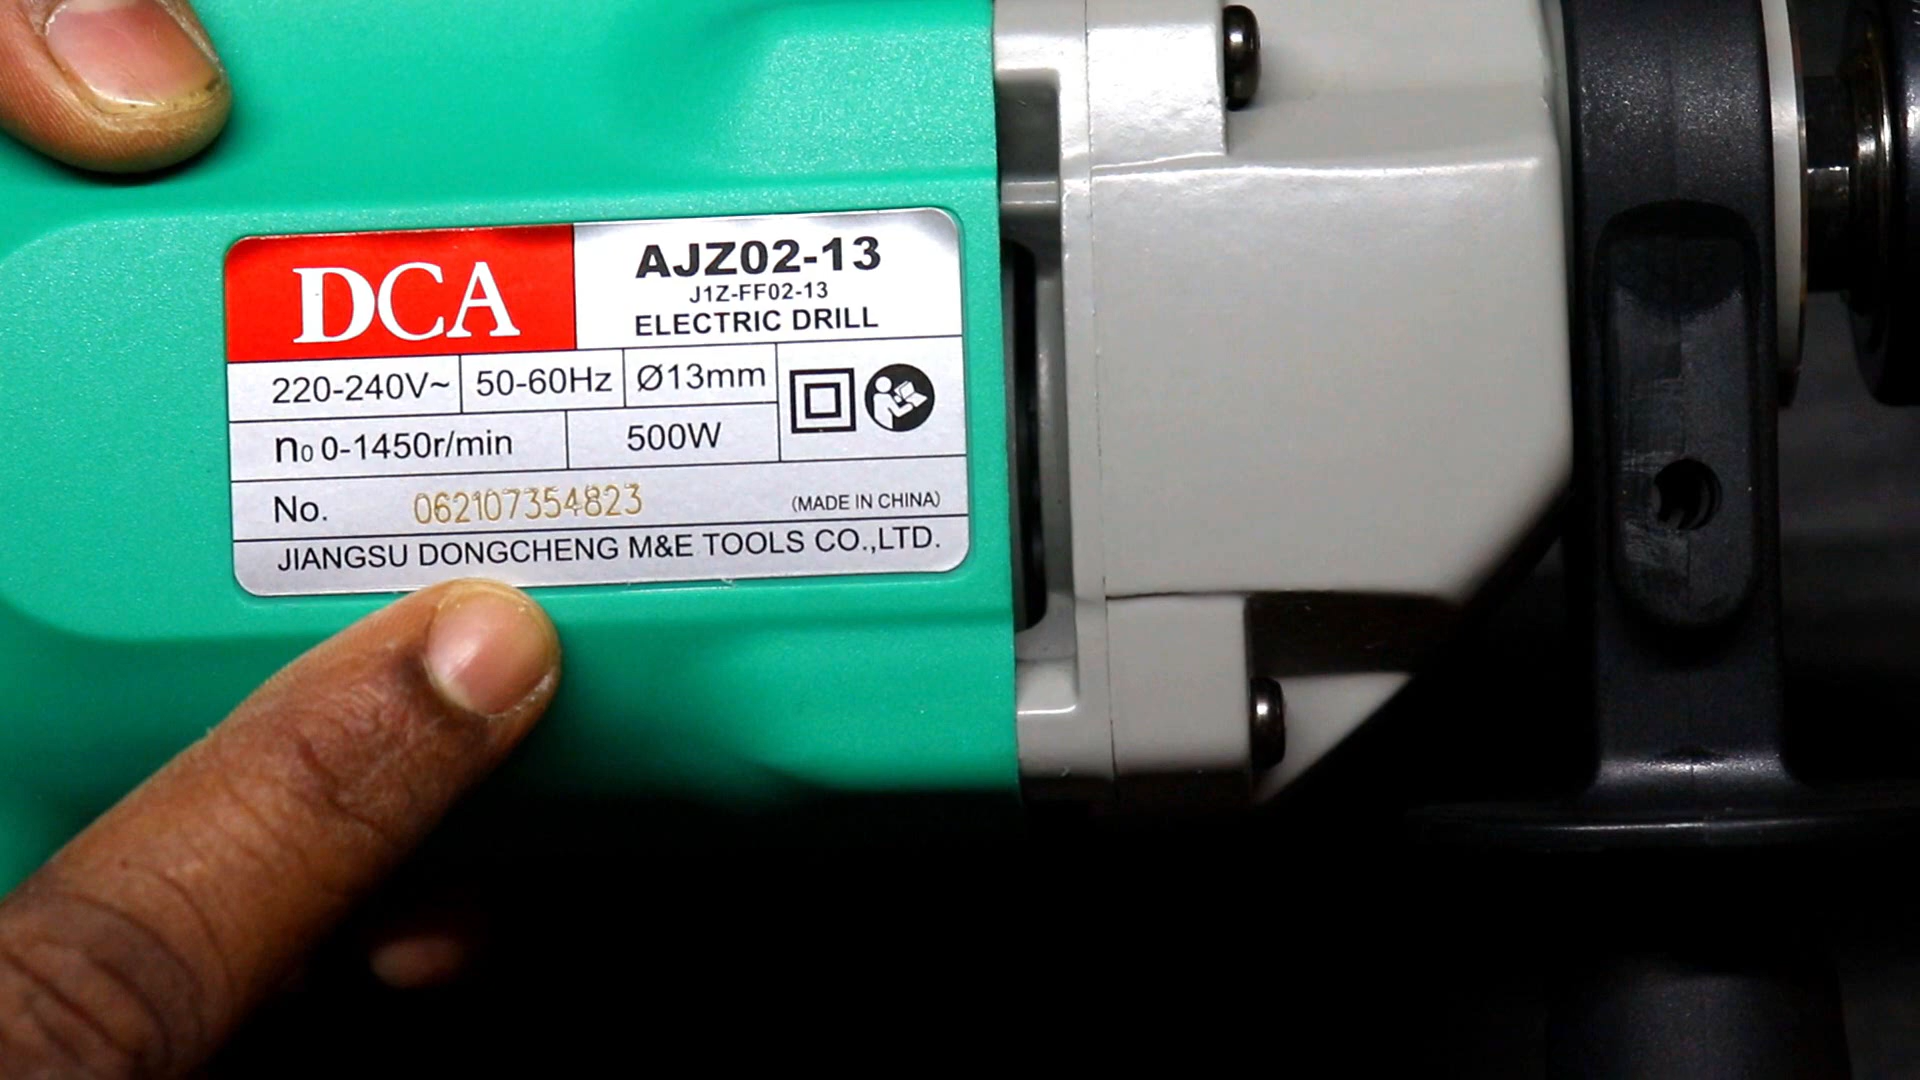 DCA
AJZ02-13
J1Z-FF02-13
ELECTRIC DRILL
220-240V~ 50-60Hz Ø13mm
n0 0-1450r/min 500W
No. 062107354823 (MADE IN CHINA)
JIANGSU DONGCHENG M&E TOOLS CO.,LTD.